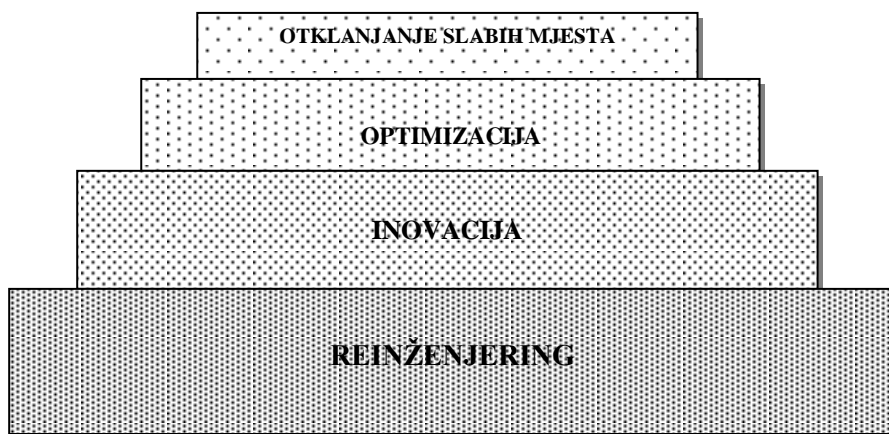 OTKLANJANJE SLABIH MJESTA
OPTIMIZACIJA
INOVACIJA
REINŽENJERING